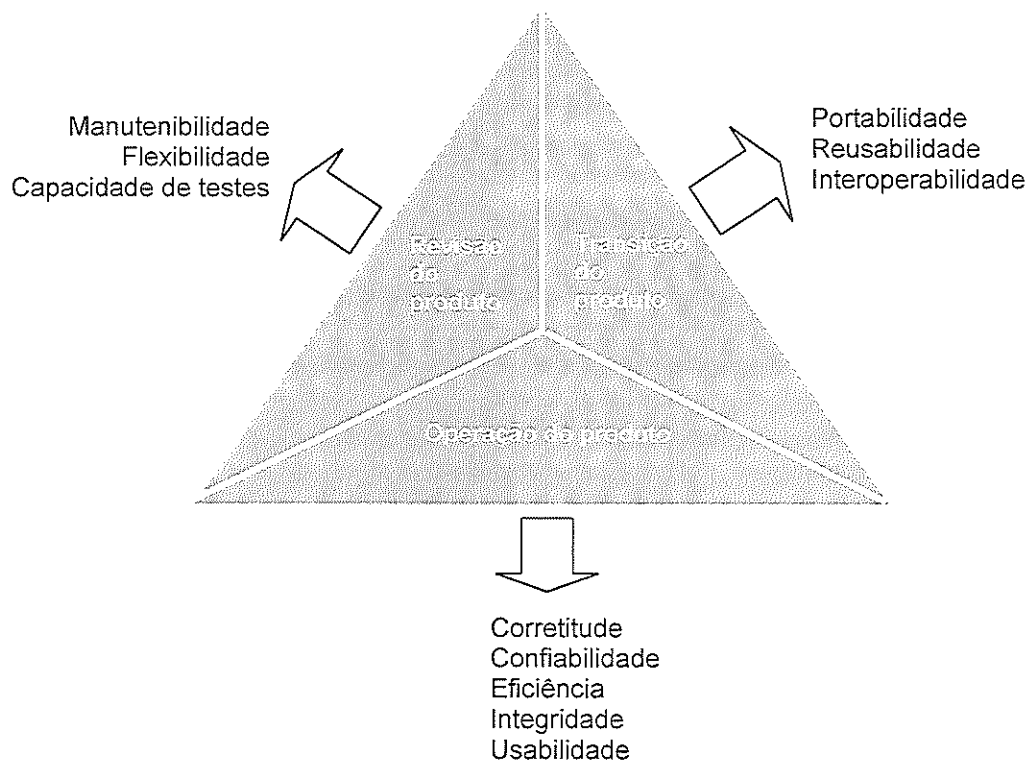 Manutenibilidade
Flexibilidade
Capacidade de testes
Portabilidade
Reusabilidade
Interoperabilidade
Revisão
do
produto
Transição
do
produto
Operação do produto
Corretitude
Confiabilidade
Eficiência
Integridade
Usabilidade